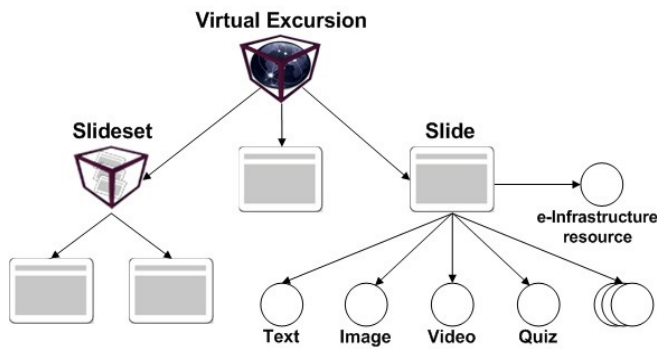 Virtual Excursion
Slideset
Slide
e-Infrastructure
resource
Text
Image
Video
Quiz